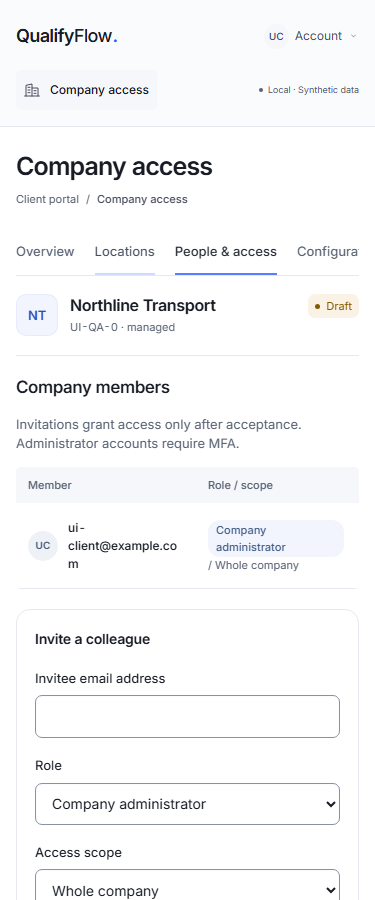 QualifyFlow.
UC Account
Company access
Local · Synthetic data
Company access
Client portal / Company access
Overview Locations People & access Configura
NT
Northline Transport
UI-QA-0 · managed
Draft
Company members
Invitations grant access only after acceptance.
Administrator accounts require MFA.
Member Role / scope
UC
ui-
client@example.co
m
Company
administrator
/ Whole company
Invite a colleague
Invitee email address
Role
Company administrator
Access scope
Whole company